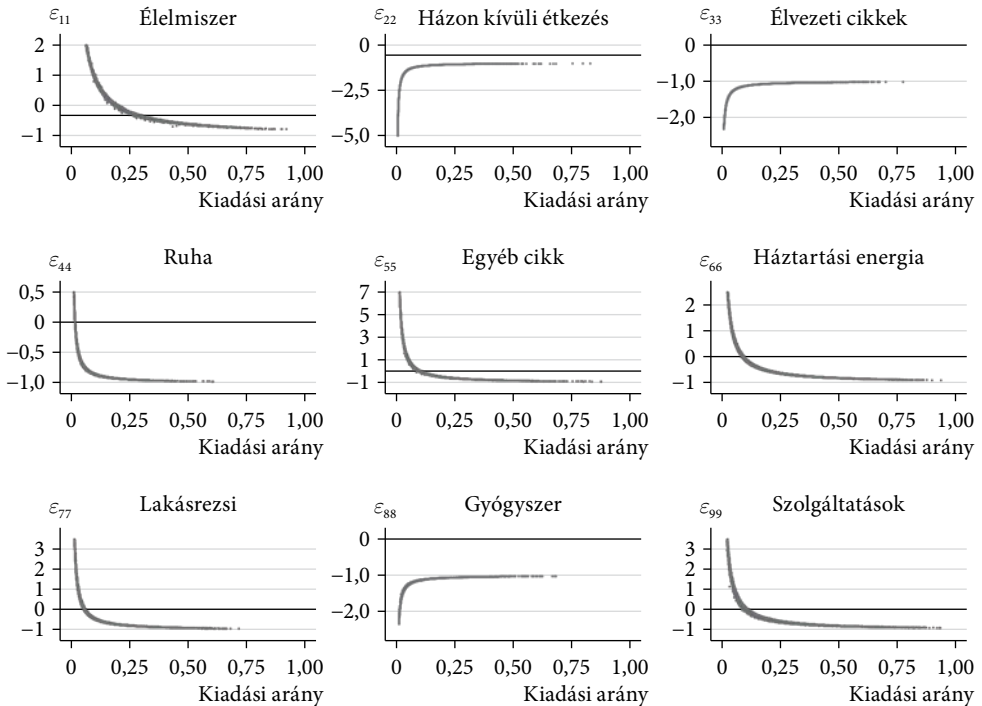 ε11 Élelmiszer
2
1
0
−1
0 0,25 0,50 0,75 1,00
Kiadási arány
ε22 Házon kívüli étkezés
0
−2,5
−5,0
0 0,25 0,50 0,75 1,00
Kiadási arány
ε33 Élvezeti cikkek
0
−1,0
−2,0
0 0,25 0,50 0,75 1,00
Kiadási arány
ε44 Ruha
0,5
0
−0,5
−1,0
0 0,25 0,50 0,75 1,00
Kiadási arány
ε55 Egyéb cikk
7
5
3
1
−1
0 0,25 0,50 0,75 1,00
Kiadási arány
ε66 Háztartási energia
2
1
0
−1
0 0,25 0,50 0,75 1,00
Kiadási arány
ε77 Lakásrezsi
3
2
1
0
−1
0 0,25 0,50 0,75 1,00
Kiadási arány
ε88 Gyógyszer
0
−1,0
−2,0
0 0,25 0,50 0,75 1,00
Kiadási arány
ε99 Szolgáltatások
3
2
1
0
−1
0 0,25 0,50 0,75 1,00
Kiadási arány